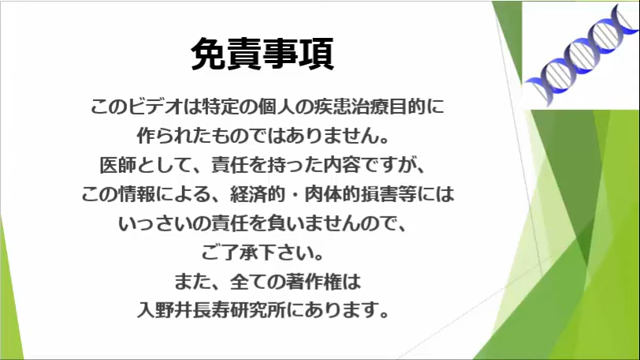 免責事項
このビデオは特定の個人の疾患治療目的に
作られたものではありません。
医師として、責任を持った内容ですが、
この情報による、経済的・肉体的損害等には
いっさいの責任を負いませんので、
ご了承下さい。
また、全ての著作権は
入野井長寿研究所にあります。